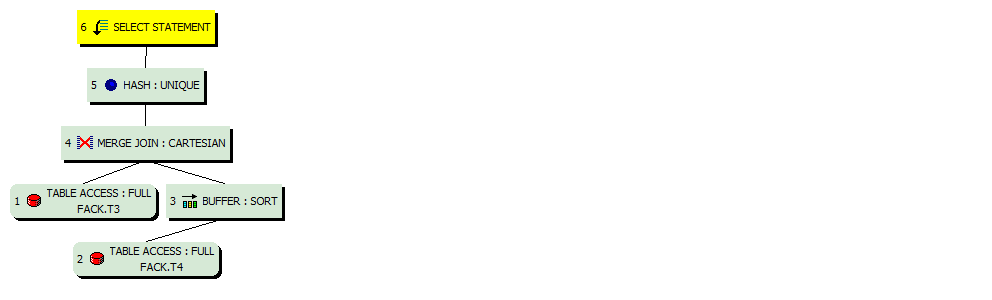 6 SELECT STATEMENT
5 HASH : UNIQUE
4 MERGE JOIN : CARTESIAN
1 TABLE ACCESS : FULL
FACK.T3
3 BUFFER : SORT
2 TABLE ACCESS : FULL
FACK.T4